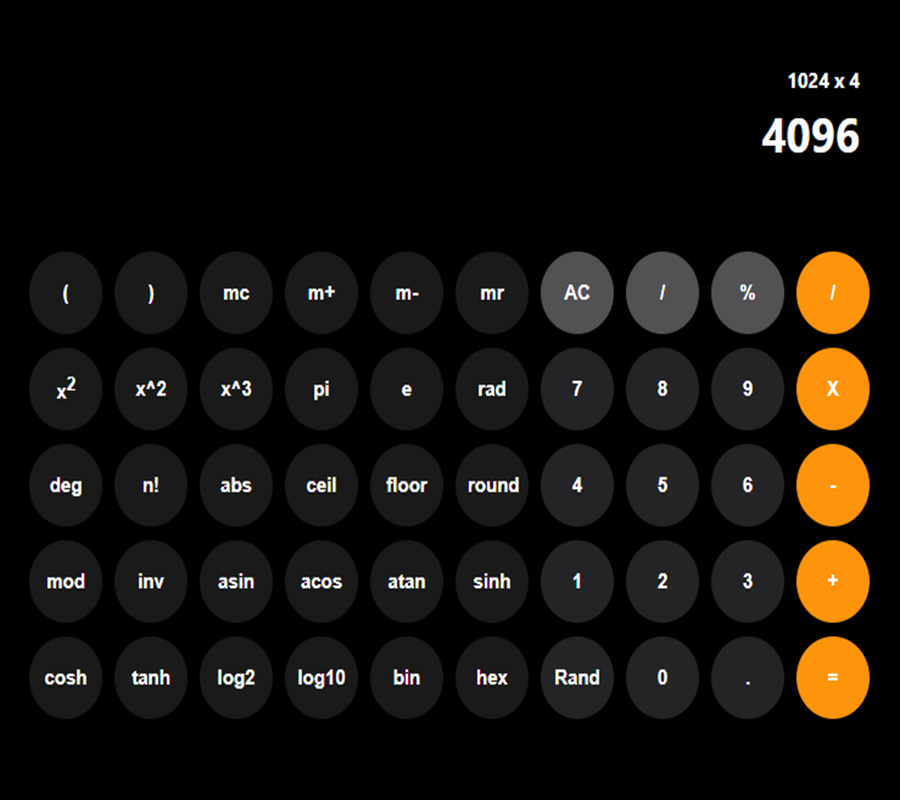 1024 x 4
4096
( ) mc m+ m- mr AC / % /
x2 x^2 x^3 pi e rad 7 8 9 X
deg n! abs ceil floor round 4 5 6 -
mod inv asin acos atan sinh 1 2 3 +
cosh tanh log2 log10 bin hex Rand 0 . =